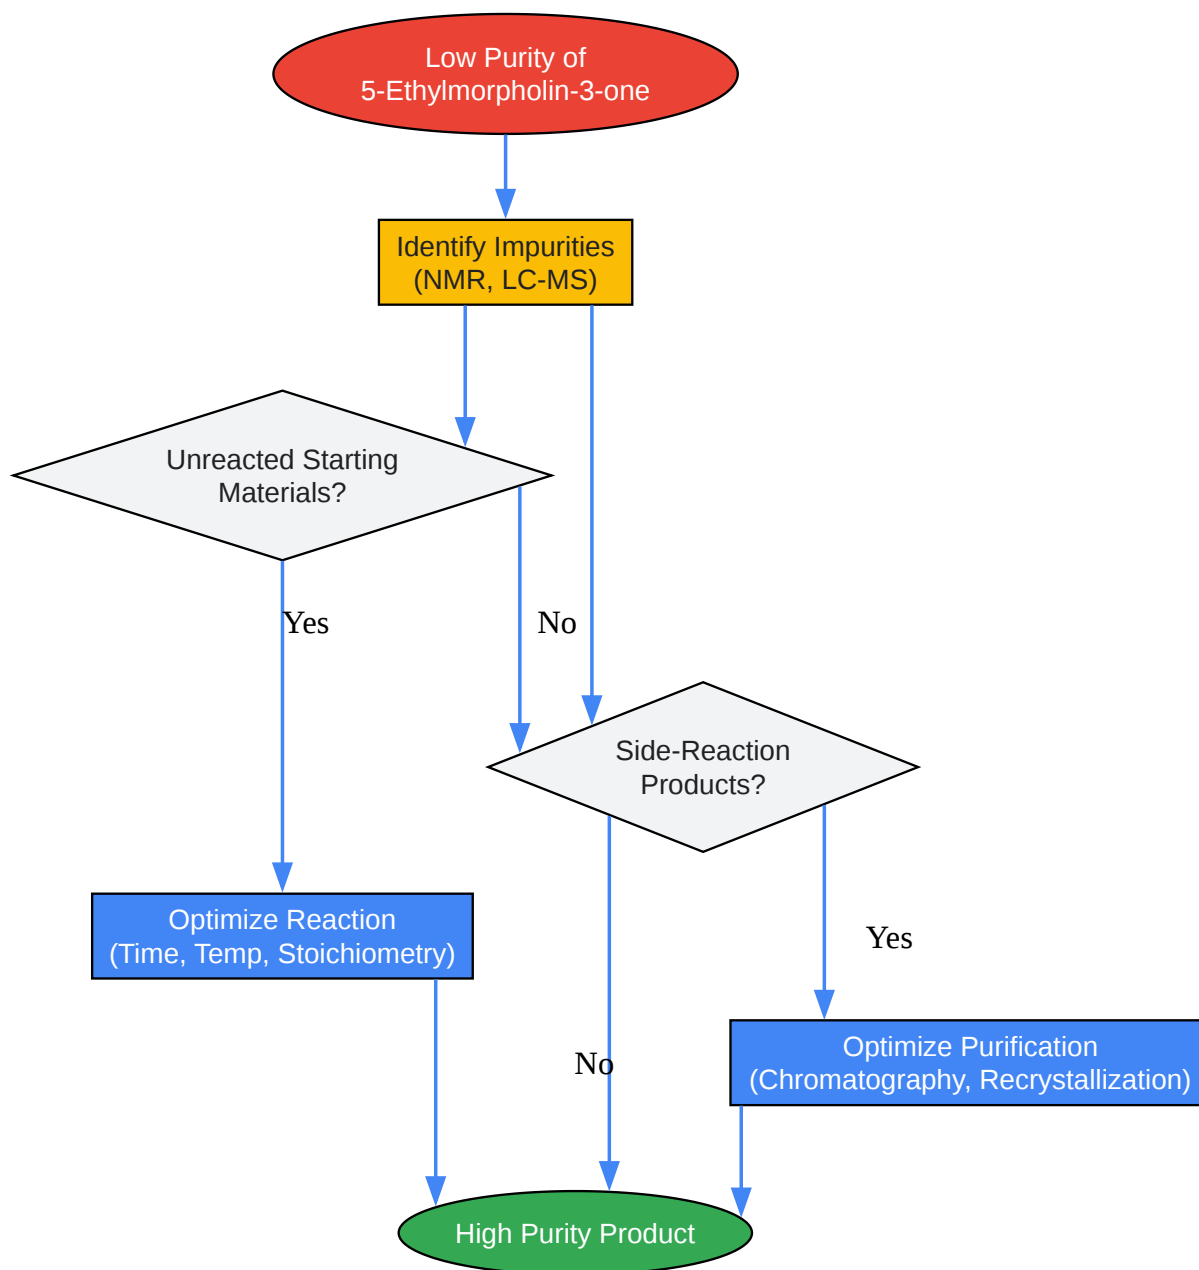 Low Purity of
5-Ethylmorpholin-3-one
Identify Impurities
(NMR, LC-MS)
Unreacted Starting
Materials?
Yes
No
Side-Reaction
Products?
Optimize Reaction
(Time, Temp, Stoichiometry)
Yes
Optimize Purification
(Chromatography, Recrystallization)
No
High Purity Product